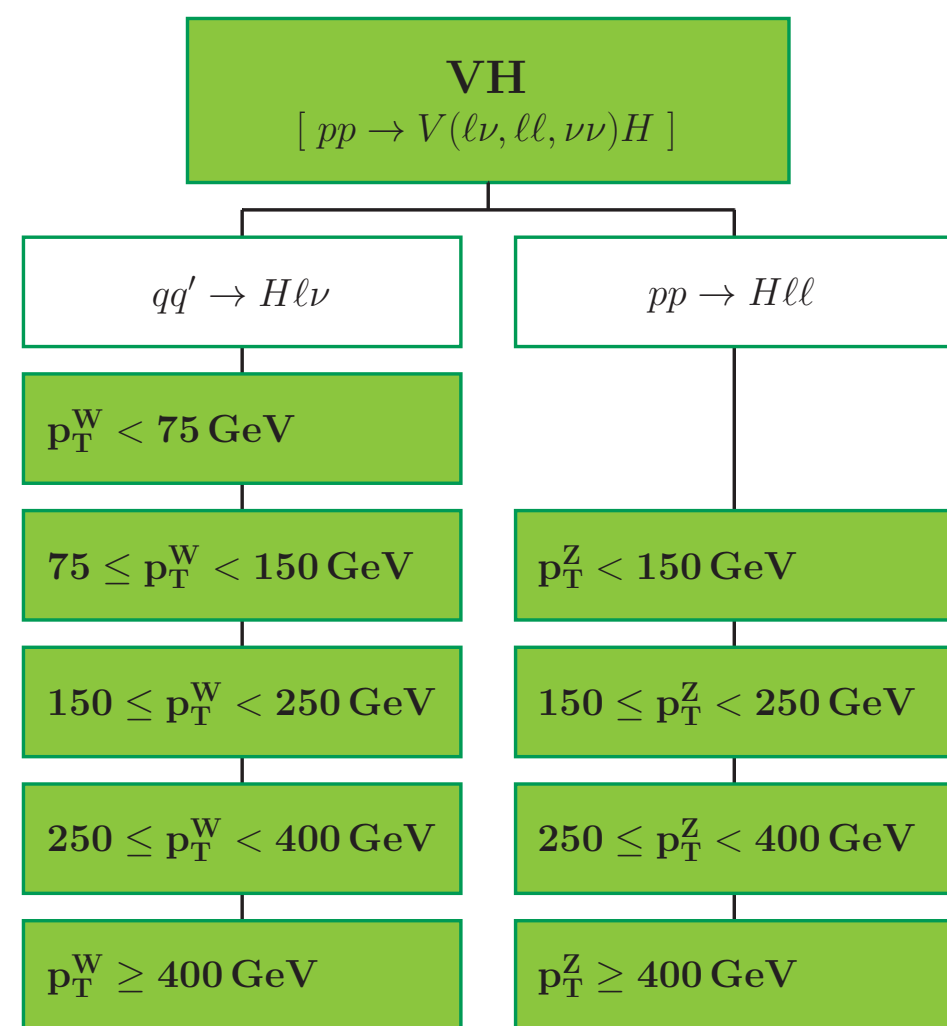 VH
[ pp → V(ℓν, ℓℓ, νν)H ]
qq′ → Hℓν
pp → Hℓℓ
p_T^W < 75 GeV
75 ≤ p_T^W < 150 GeV
p_T^Z < 150 GeV
150 ≤ p_T^W < 250 GeV
150 ≤ p_T^Z < 250 GeV
250 ≤ p_T^W < 400 GeV
250 ≤ p_T^Z < 400 GeV
p_T^W ≥ 400 GeV
p_T^Z ≥ 400 GeV